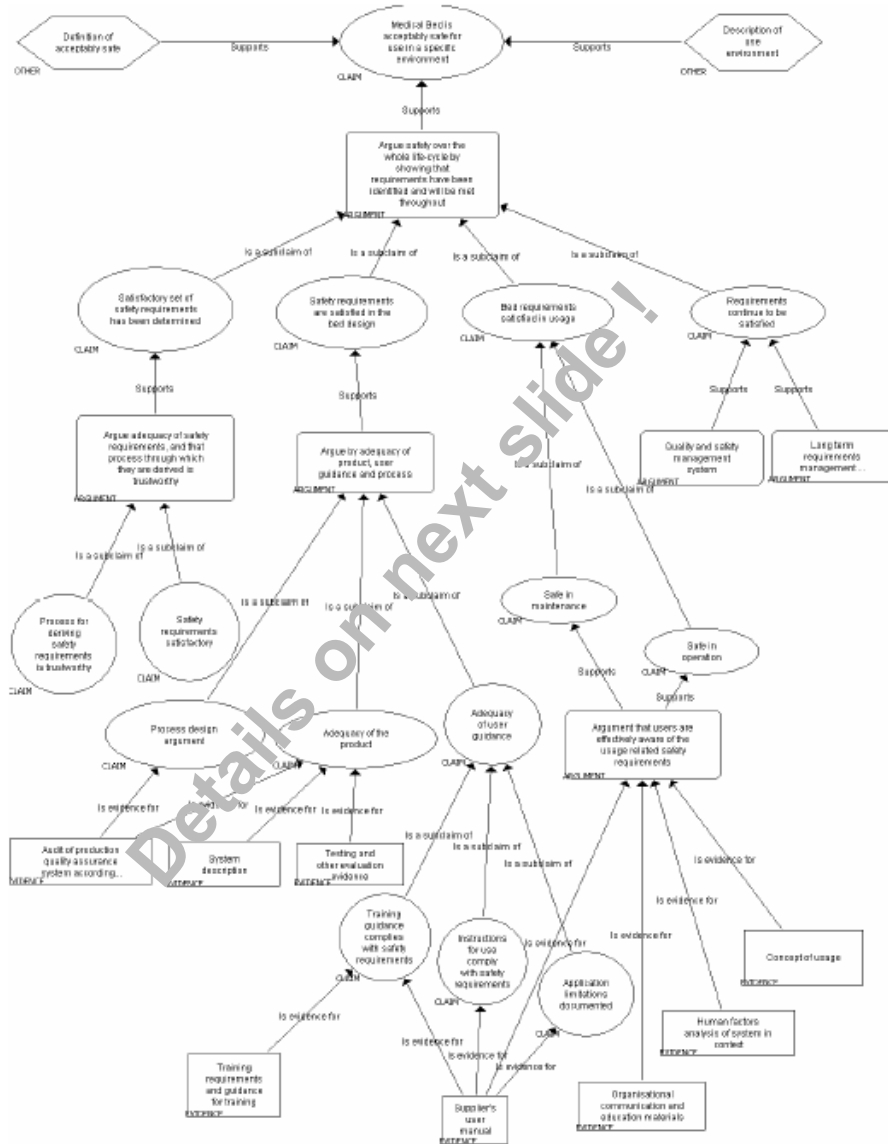 Definition of
acceptably safe
OTHER
Supports
Medical Bed is
acceptably safe for
use in a specific
environment
CLAIM
Supports
Description of
use
environment
OTHER
Supports
Argue safety over the
whole life-cycle by
showing that
requirements have been
identified and will be met
throughout
ARGUMENT
Is a subclaim of
Is a subclaim of
Is a subclaim of
Is a subclaim of
Satisfactory set of
safety requirements
has been determined
CLAIM
Safety requirements
are satisfied in the
bed design
CLAIM
Bed requirements
satisfied in usage
CLAIM
Requirements
continue to be
satisfied
CLAIM
Supports
Supports
Supports
Supports
Argue adequacy of safety
requirements, and that
process through which
they are derived is
trustworthy
ARGUMENT
Argue by adequacy of
product, user
guidance and process
ARGUMENT
Quality and safety
management
system
ARGUMENT
Long term
requirements
management ...
ARGUMENT
Is a subclaim of
Is a subclaim of
Is a subclaim of
Is a subclaim of
Is a subclaim of
Is a subclaim of
Is a subclaim of
Process for
deriving
safety
requirements
is trustworthy
CLAIM
Safety
requirements
satisfactory
CLAIM
Safe in
maintenance
CLAIM
Safe in
operation
CLAIM
Supports
Supports
Process design
argument
CLAIM
Adequacy of the
product
CLAIM
Adequacy
of user
guidance
CLAIM
Argument that users are
effectively aware of the
usage related safety
requirements
ARGUMENT
Is evidence for
Is evidence for
Is evidence for
Is evidence for
Is a subclaim of
Is a subclaim of
Is a subclaim of
Audit of production
quality assurance
system according...
EVIDENCE
System
description
EVIDENCE
Testing and
other evaluation
evidence
EVIDENCE
Is evidence for
Is evidence for
Is evidence for
Is evidence for
Training
guidance
complies
with safety
requirements
CLAIM
Instructions
for use
comply
with safety
requirements
CLAIM
Application
limitations
documented
CLAIM
Concept of usage
EVIDENCE
Human factors
analysis of system in
context
EVIDENCE
Is evidence for
Is evidence for
Is evidence for
Is evidence for
Training
requirements
and guidance
for training
EVIDENCE
Supplier's
user
manual
EVIDENCE
Organisational
communication and
education materials
EVIDENCE
Details on next slide !